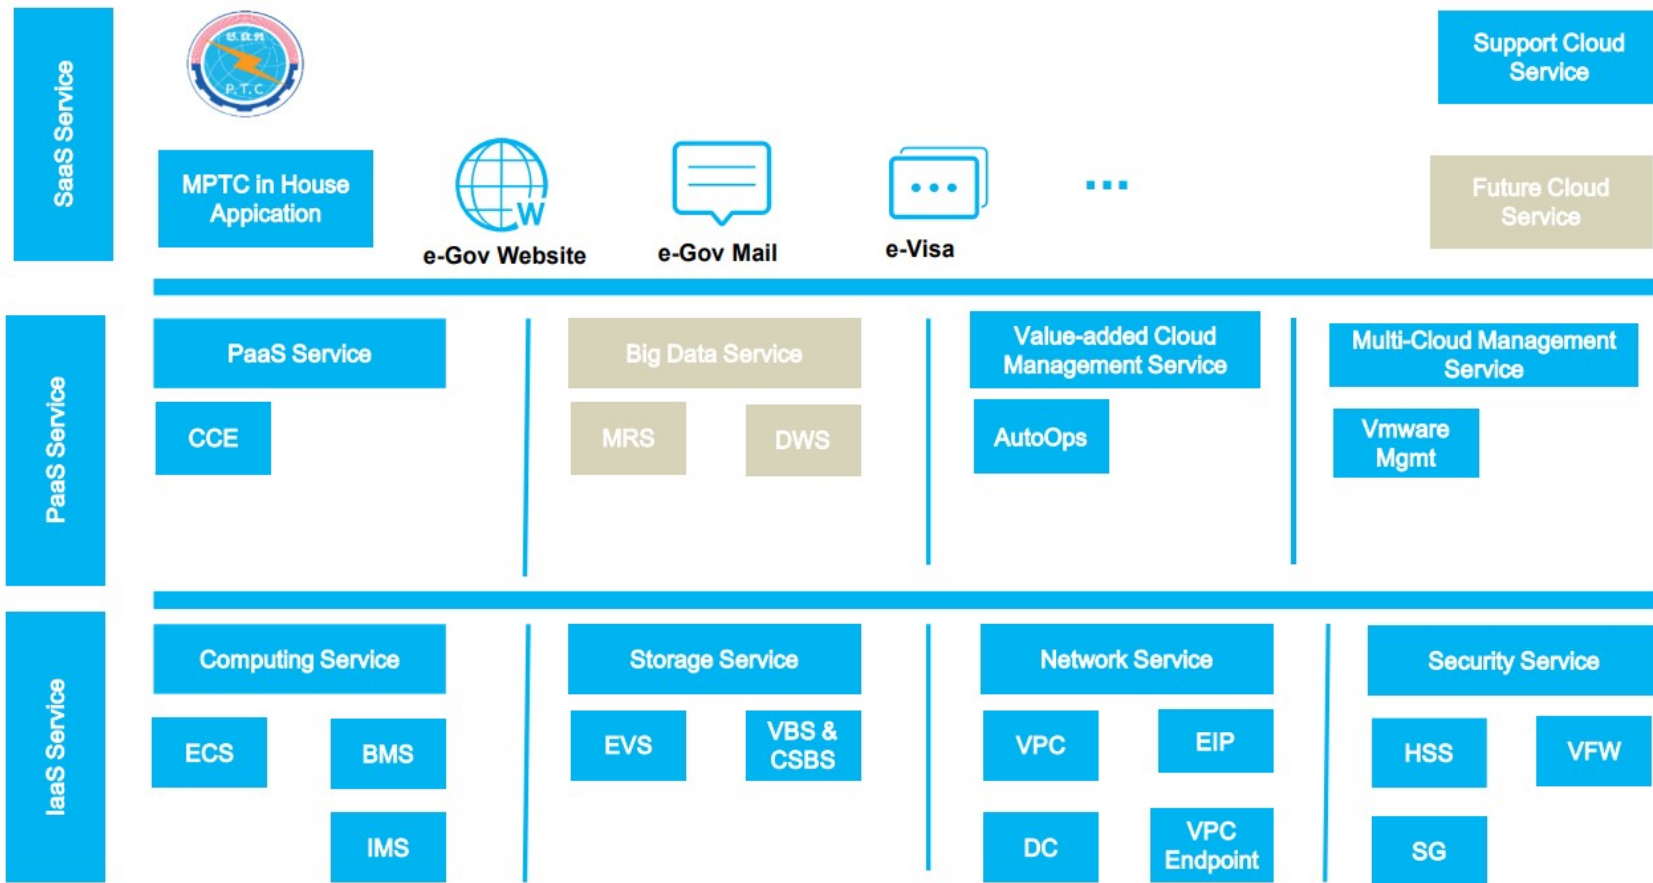 SaaS Service
ប.ជ.គ
P.T.C
MPTC in House
Appication
e-Gov Website
W
e-Gov Mail
e-Visa
...
Support Cloud
Service
Future Cloud
Service
PaaS Service
PaaS Service
CCE
Big Data Service
MRS
DWS
Value-added Cloud
Management Service
AutoOps
Multi-Cloud Management
Service
Vmware
Mgmt
IaaS Service
Computing Service
ECS
BMS
IMS
Storage Service
EVS
VBS &
CSBS
Network Service
VPC
EIP
DC
VPC
Endpoint
Security Service
HSS
VFW
SG